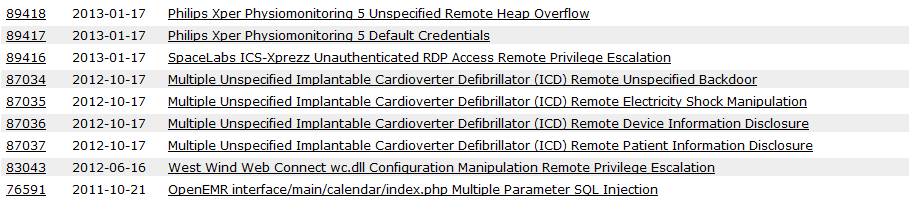 89418 2013-01-17 Philips Xper Physiomonitoring 5 Unspecified Remote Heap Overflow
89417 2013-01-17 Philips Xper Physiomonitoring 5 Default Credentials
89416 2013-01-17 SpaceLabs ICS-Xprezz Unauthenticated RDP Access Remote Privilege Escalation
87034 2012-10-17 Multiple Unspecified Implantable Cardioverter Defibrillator (ICD) Remote Unspecified Backdoor
87035 2012-10-17 Multiple Unspecified Implantable Cardioverter Defibrillator (ICD) Remote Electricity Shock Manipulation
87036 2012-10-17 Multiple Unspecified Implantable Cardioverter Defibrillator (ICD) Remote Device Information Disclosure
87037 2012-10-17 Multiple Unspecified Implantable Cardioverter Defibrillator (ICD) Remote Patient Information Disclosure
83043 2012-06-16 West Wind Web Connect wc.dll Configuration Manipulation Remote Privilege Escalation
76591 2011-10-21 OpenEMR interface/main/calendar/index.php Multiple Parameter SQL Injection